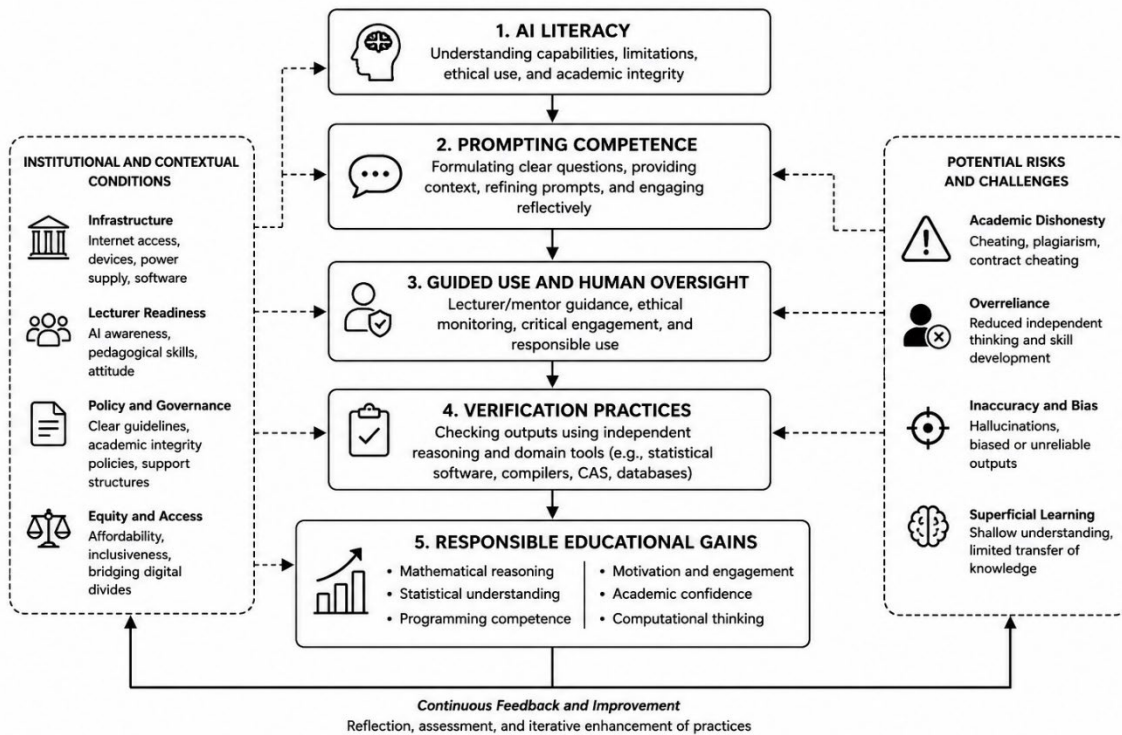 1. AI LITERACY
Understanding capabilities, limitations,
ethical use, and academic integrity
2. PROMPTING COMPETENCE
Formulating clear questions, providing
context, refining prompts, and engaging
reflectively
3. GUIDED USE AND HUMAN OVERSIGHT
Lecturer/mentor guidance, ethical
monitoring, critical engagement, and
responsible use
4. VERIFICATION PRACTICES
Checking outputs using independent
reasoning and domain tools (e.g., statistical
software, compilers, CAS, databases)
5. RESPONSIBLE EDUCATIONAL GAINS
• Mathematical reasoning
• Statistical understanding
• Programming competence
• Motivation and engagement
• Academic confidence
• Computational thinking
INSTITUTIONAL AND CONTEXTUAL
CONDITIONS
Infrastructure
Internet access,
devices, power
supply, software
Lecturer Readiness
AI awareness,
pedagogical skills,
attitude
Policy and Governance
Clear guidelines,
academic integrity
policies, support
structures
Equity and Access
Affordability,
inclusiveness,
bridging digital
divides
POTENTIAL RISKS
AND CHALLENGES
Academic Dishonesty
Cheating, plagiarism,
contract cheating
Overreliance
Reduced independent
thinking and skill
development
Inaccuracy and Bias
Hallucinations,
biased or unreliable
outputs
Superficial Learning
Shallow understanding,
limited transfer of
knowledge
Continuous Feedback and Improvement
Reflection, assessment, and iterative enhancement of practices